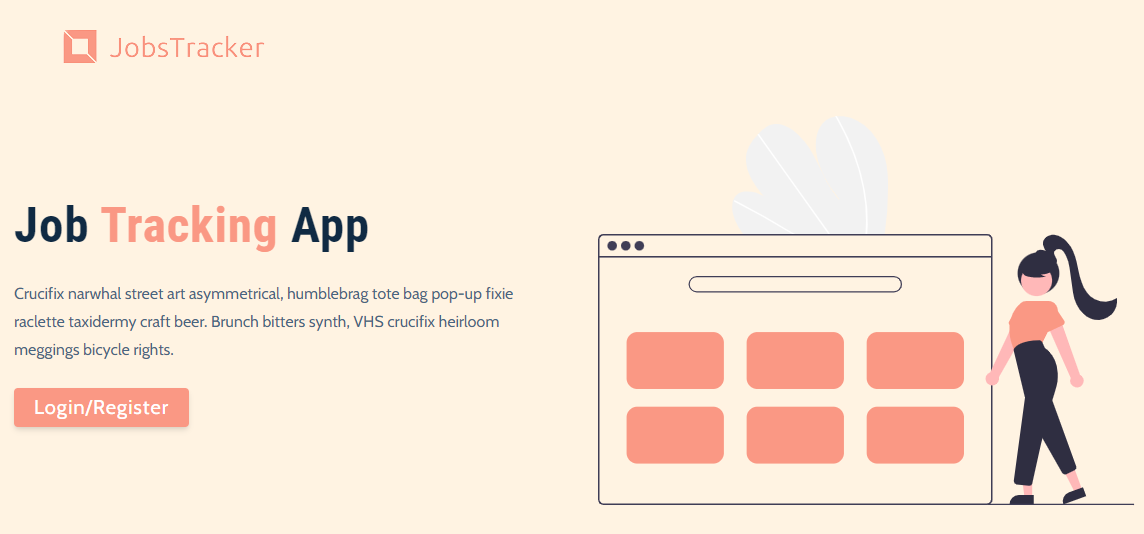 JobsTracker
Job Tracking App
Crucifix narwhal street art asymmetrical, humblebrag tote bag pop-up fixie
raclette taxidermy craft beer. Brunch bitters synth, VHS crucifix heirloom
meggings bicycle rights.
Login/Register